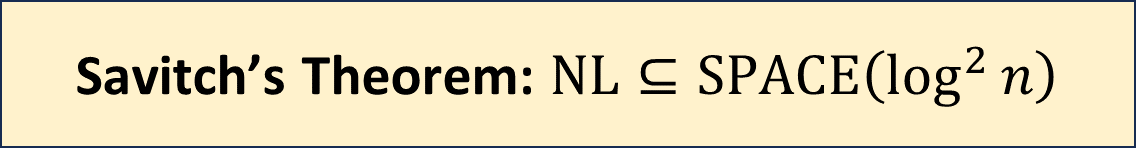 Savitch’s Theorem: NL ⊆ SPACE(log² n)